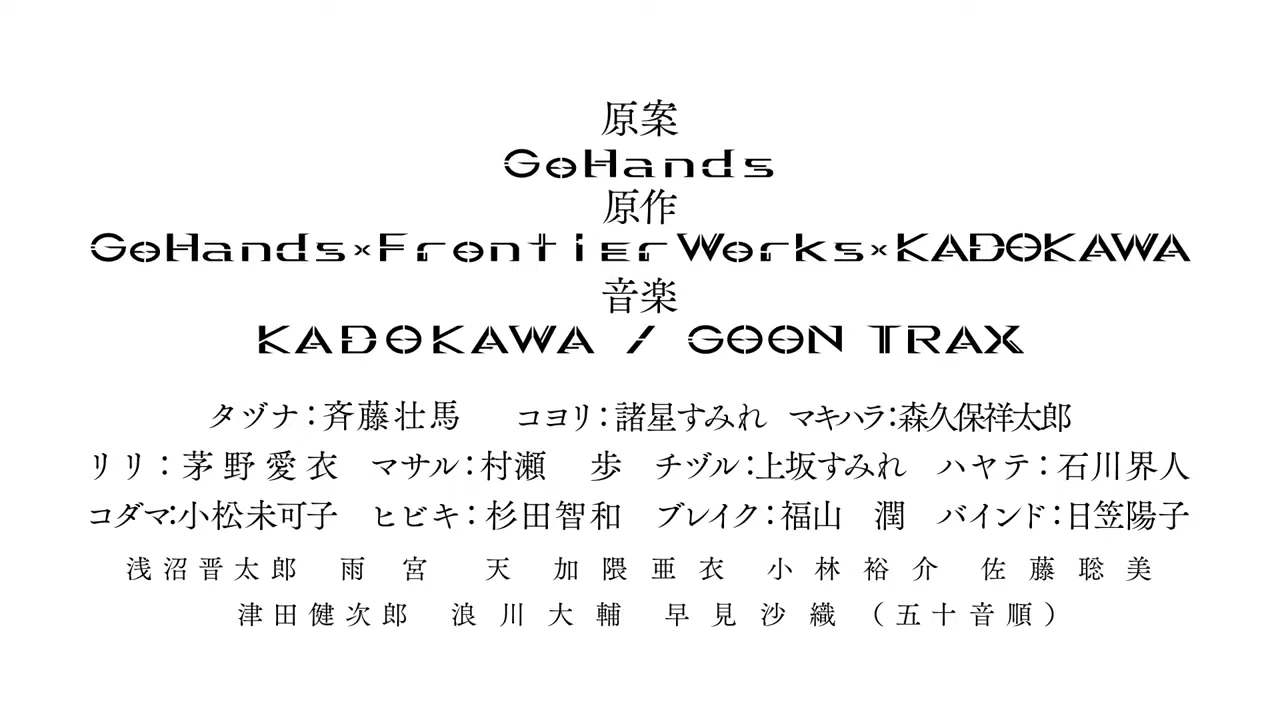 原案
GoHands
原作
GoHands×FrontierWorks×KADOKAWA
音楽
KADOKAWA / GOON TRAX
タヅナ:斉藤壮馬 コヨリ:諸星すみれ マキハラ:森久保祥太郎
リリ:茅野愛衣 マサル:村瀬 歩 チヅル:上坂すみれ ハヤテ:石川界人
コダマ:小松未可子 ヒビキ:杉田智和 ブレイク:福山 潤 バインド:日笠陽子
浅沼晋太郎 雨宮 天 加隈亜衣 小林裕介 佐藤聡美
津田健次郎 浪川大輔 早見沙織 (五十音順)